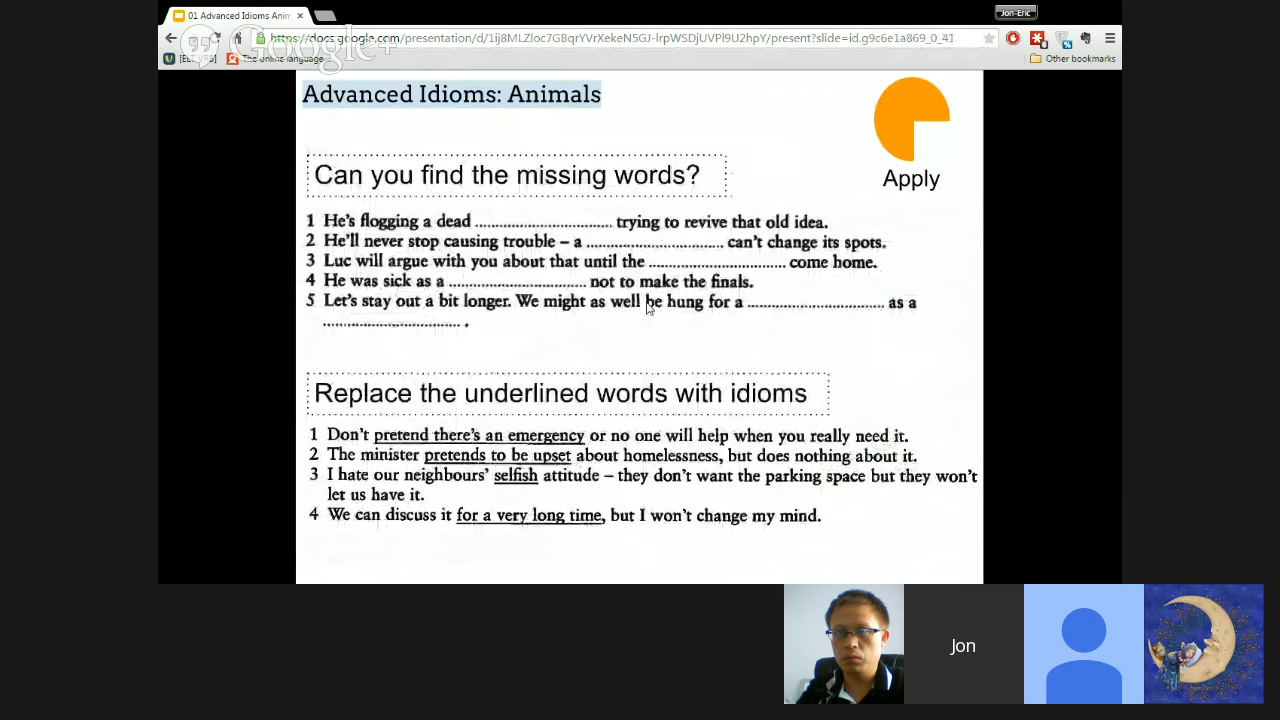 01 Advanced Idioms Anim
Jon-Eric
https://docs.google.com/presentation/d/1ij8MLZloc7GBqrYVrXekeN5GJ-lrpWSDjUVPl9U2hpY/present?slide=id.g9c6e1a869_0_41
Google+
The online language
Other bookmarks
Advanced Idioms: Animals
Apply
Can you find the missing words?
1 He's flogging a dead .................................... trying to revive that old idea.
2 He'll never stop causing trouble – a .................................... can't change its spots.
3 Luc will argue with you about that until the .................................... come home.
4 He was sick as a .................................... not to make the finals.
5 Let's stay out a bit longer. We might as well be hung for a .................................... as a
.................................... .
Replace the underlined words with idioms
1 Don't pretend there's an emergency or no one will help when you really need it.
2 The minister pretends to be upset about homelessness, but does nothing about it.
3 I hate our neighbours' selfish attitude – they don't want the parking space but they won't
let us have it.
4 We can discuss it for a very long time, but I won't change my mind.
Jon